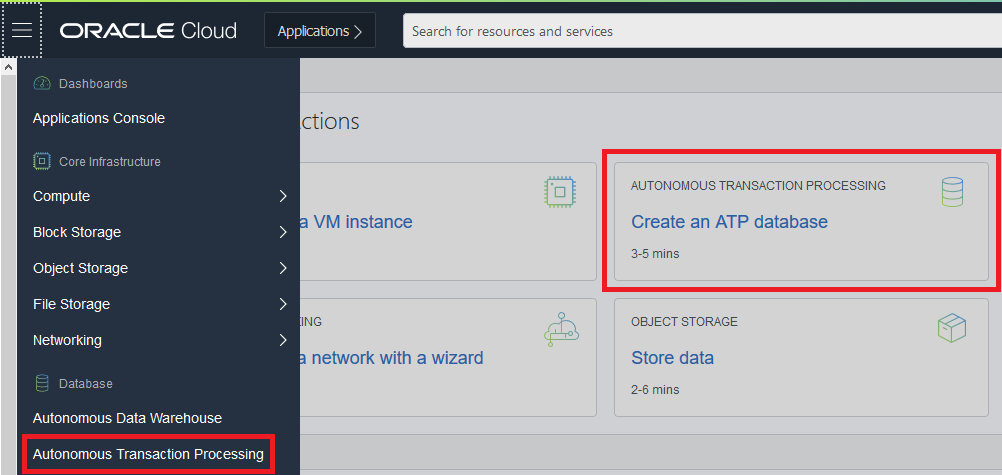 ORACLE Cloud
Applications
Search for resources and services
Dashboards
Applications Console
Core Infrastructure
Compute
Block Storage
Object Storage
File Storage
Networking
Database
Autonomous Data Warehouse
Autonomous Transaction Processing
ctions
a VM instance
AUTONOMOUS TRANSACTION PROCESSING
Create an ATP database
3-5 mins
KING
a network with a wizard
OBJECT STORAGE
Store data
2-6 mins